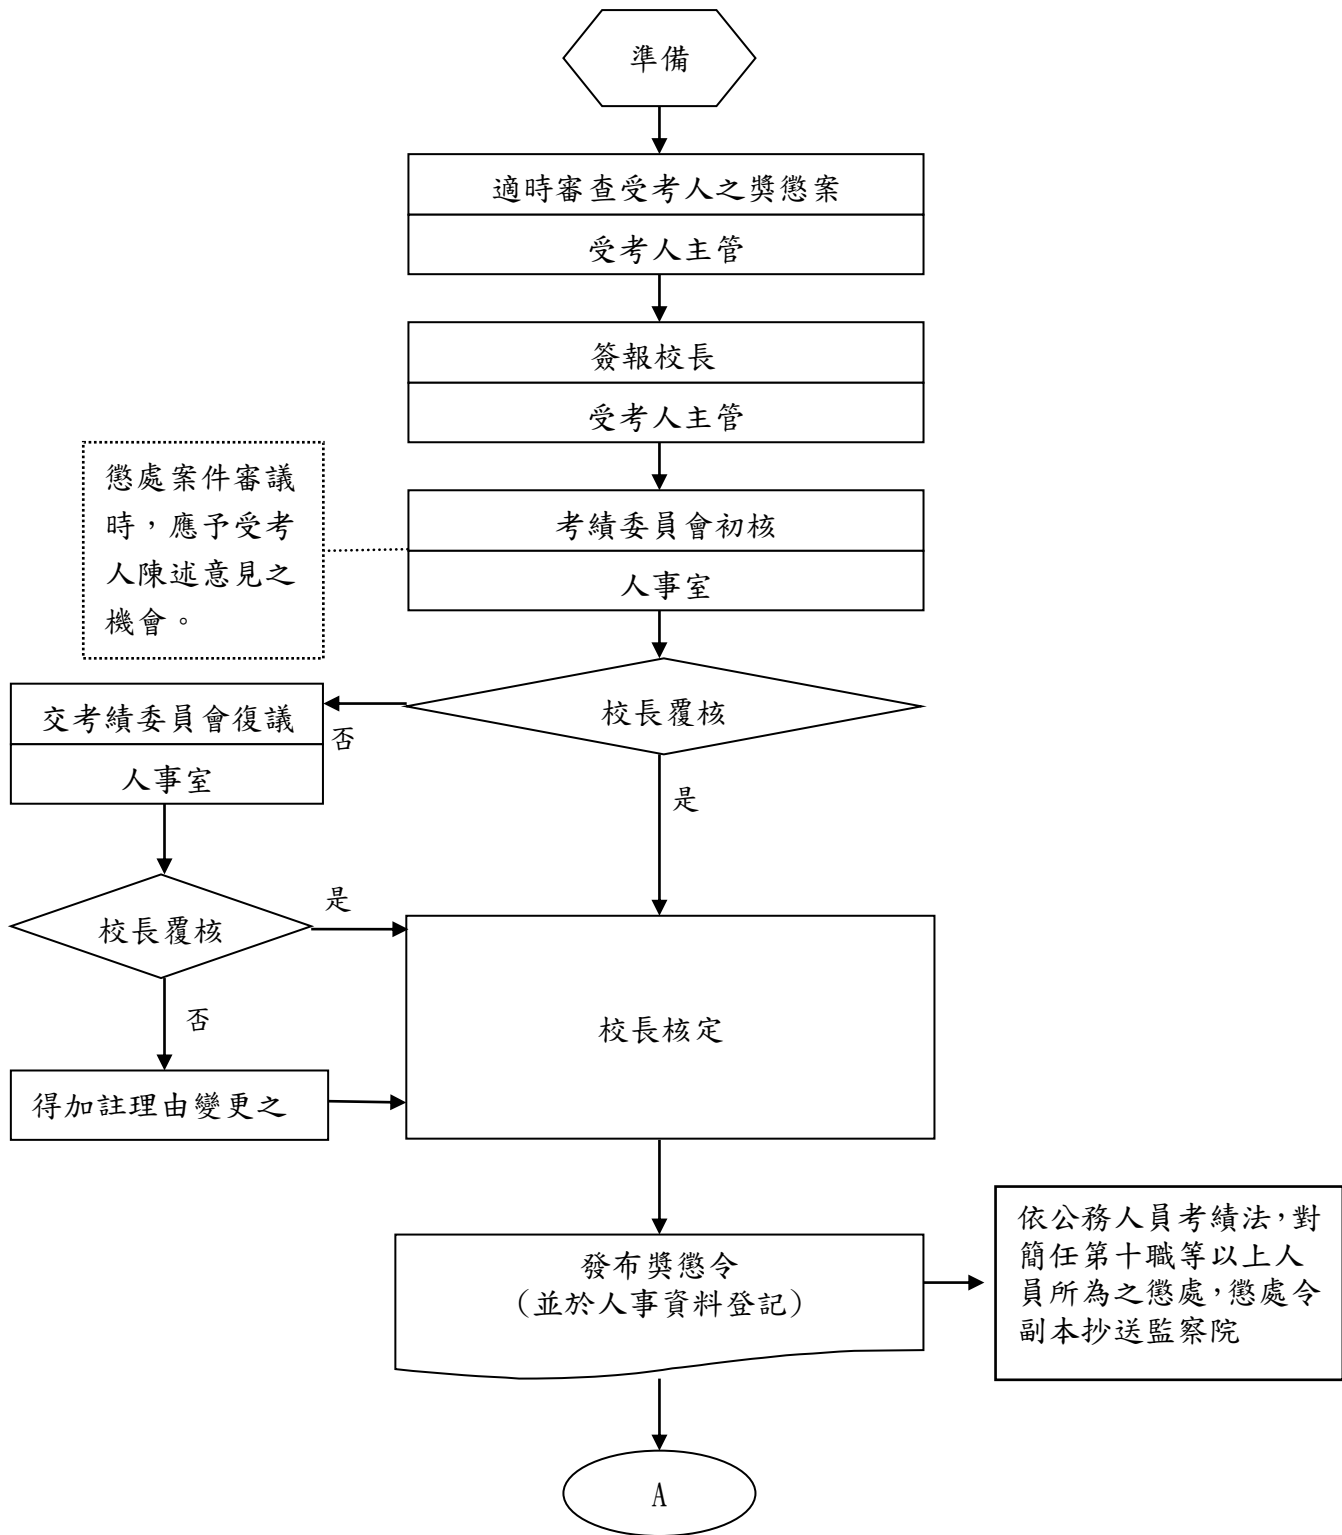 準備
適時審查受考人之獎懲案
受考人主管
簽報校長
受考人主管
懲處案件審議
時，應予受考
人陳述意見之
機會。
考績委員會初核
人事室
校長覆核
否
交考績委員會復議
人事室
是
校長覆核
是
否
校長核定
得加註理由變更之
發布獎懲令
（並於人事資料登記）
依公務人員考績法，對
簡任第十職等以上人
員所為之懲處，懲處令
副本抄送監察院
A